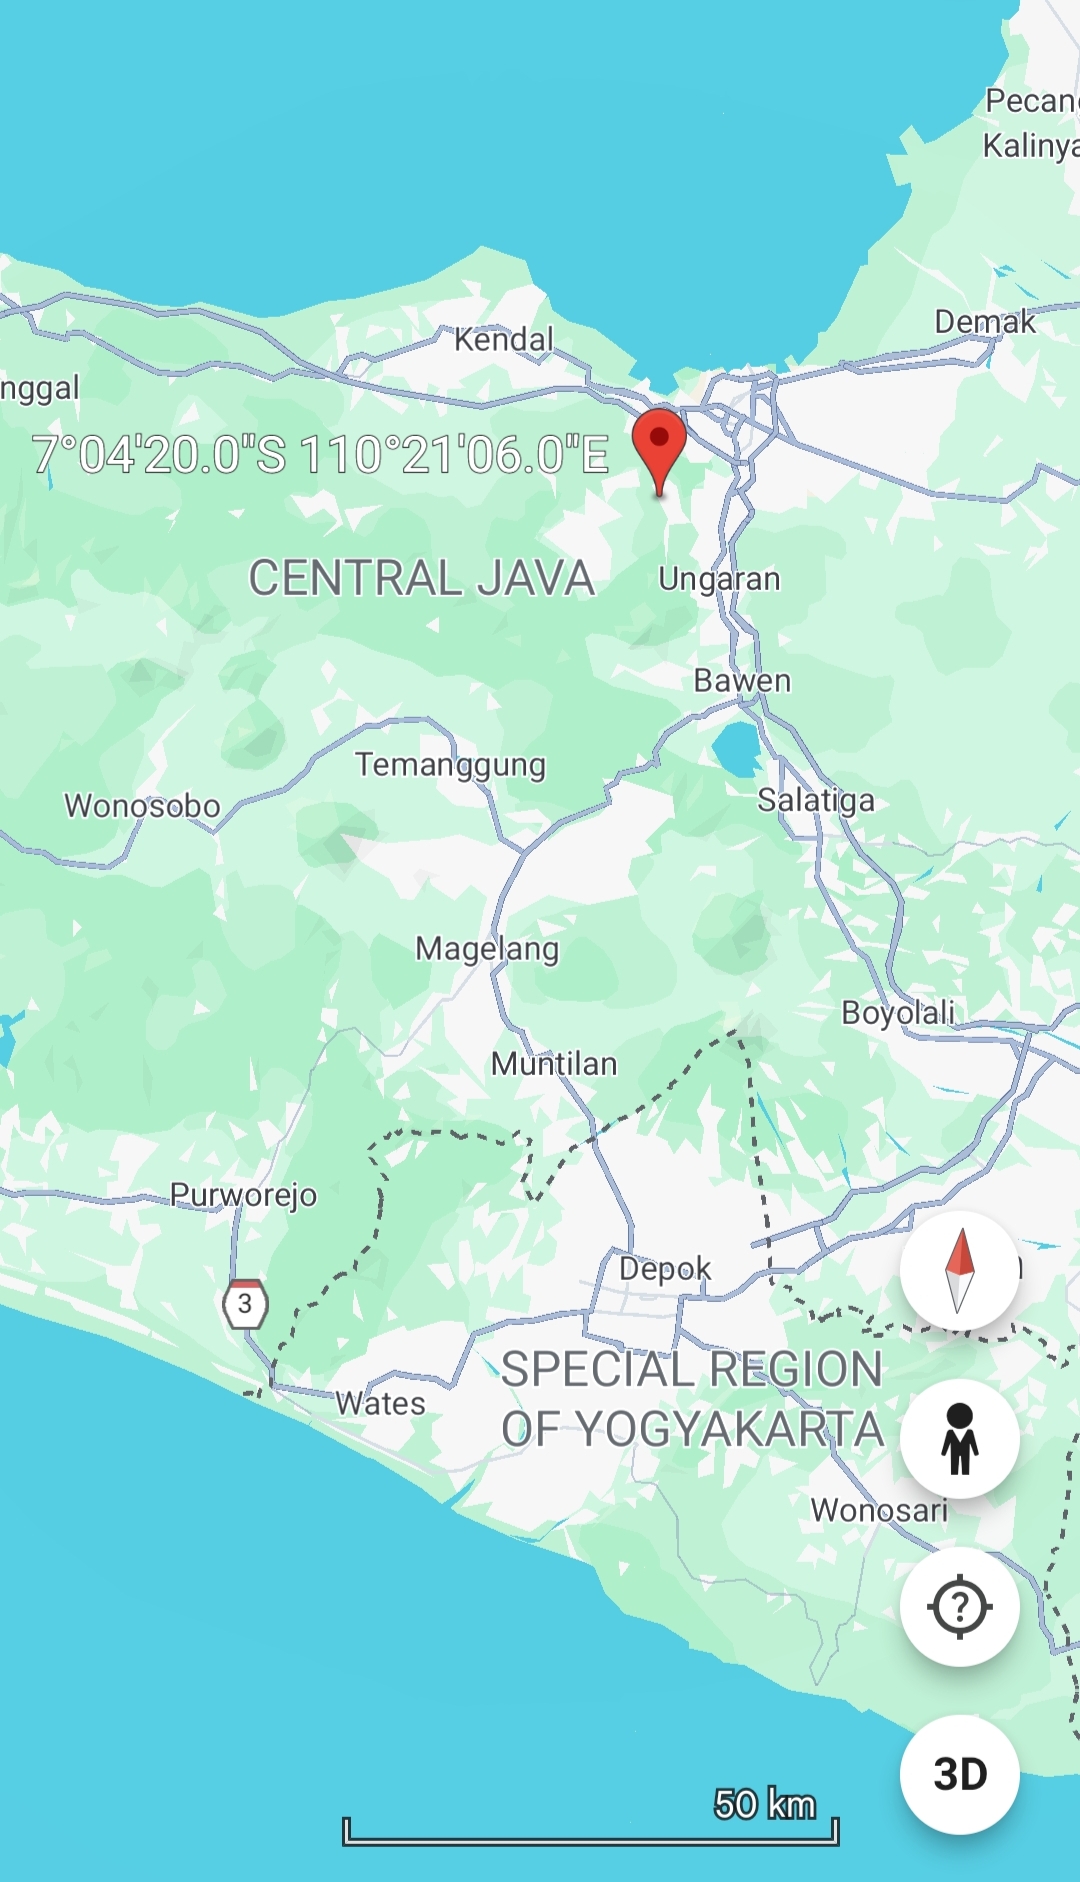 Pecan
Kalinya
Kendal
Demak
nggal
7°04'20.0"S 110°21'06.0"E
CENTRAL JAVA
Ungaran
Bawen
Temanggung
Wonosobo
Salatiga
Magelang
Boyolali
Muntilan
Purworejo
Depok
3
SPECIAL REGION
OF YOGYAKARTA
Wates
Wonosari
?
3D
50 km